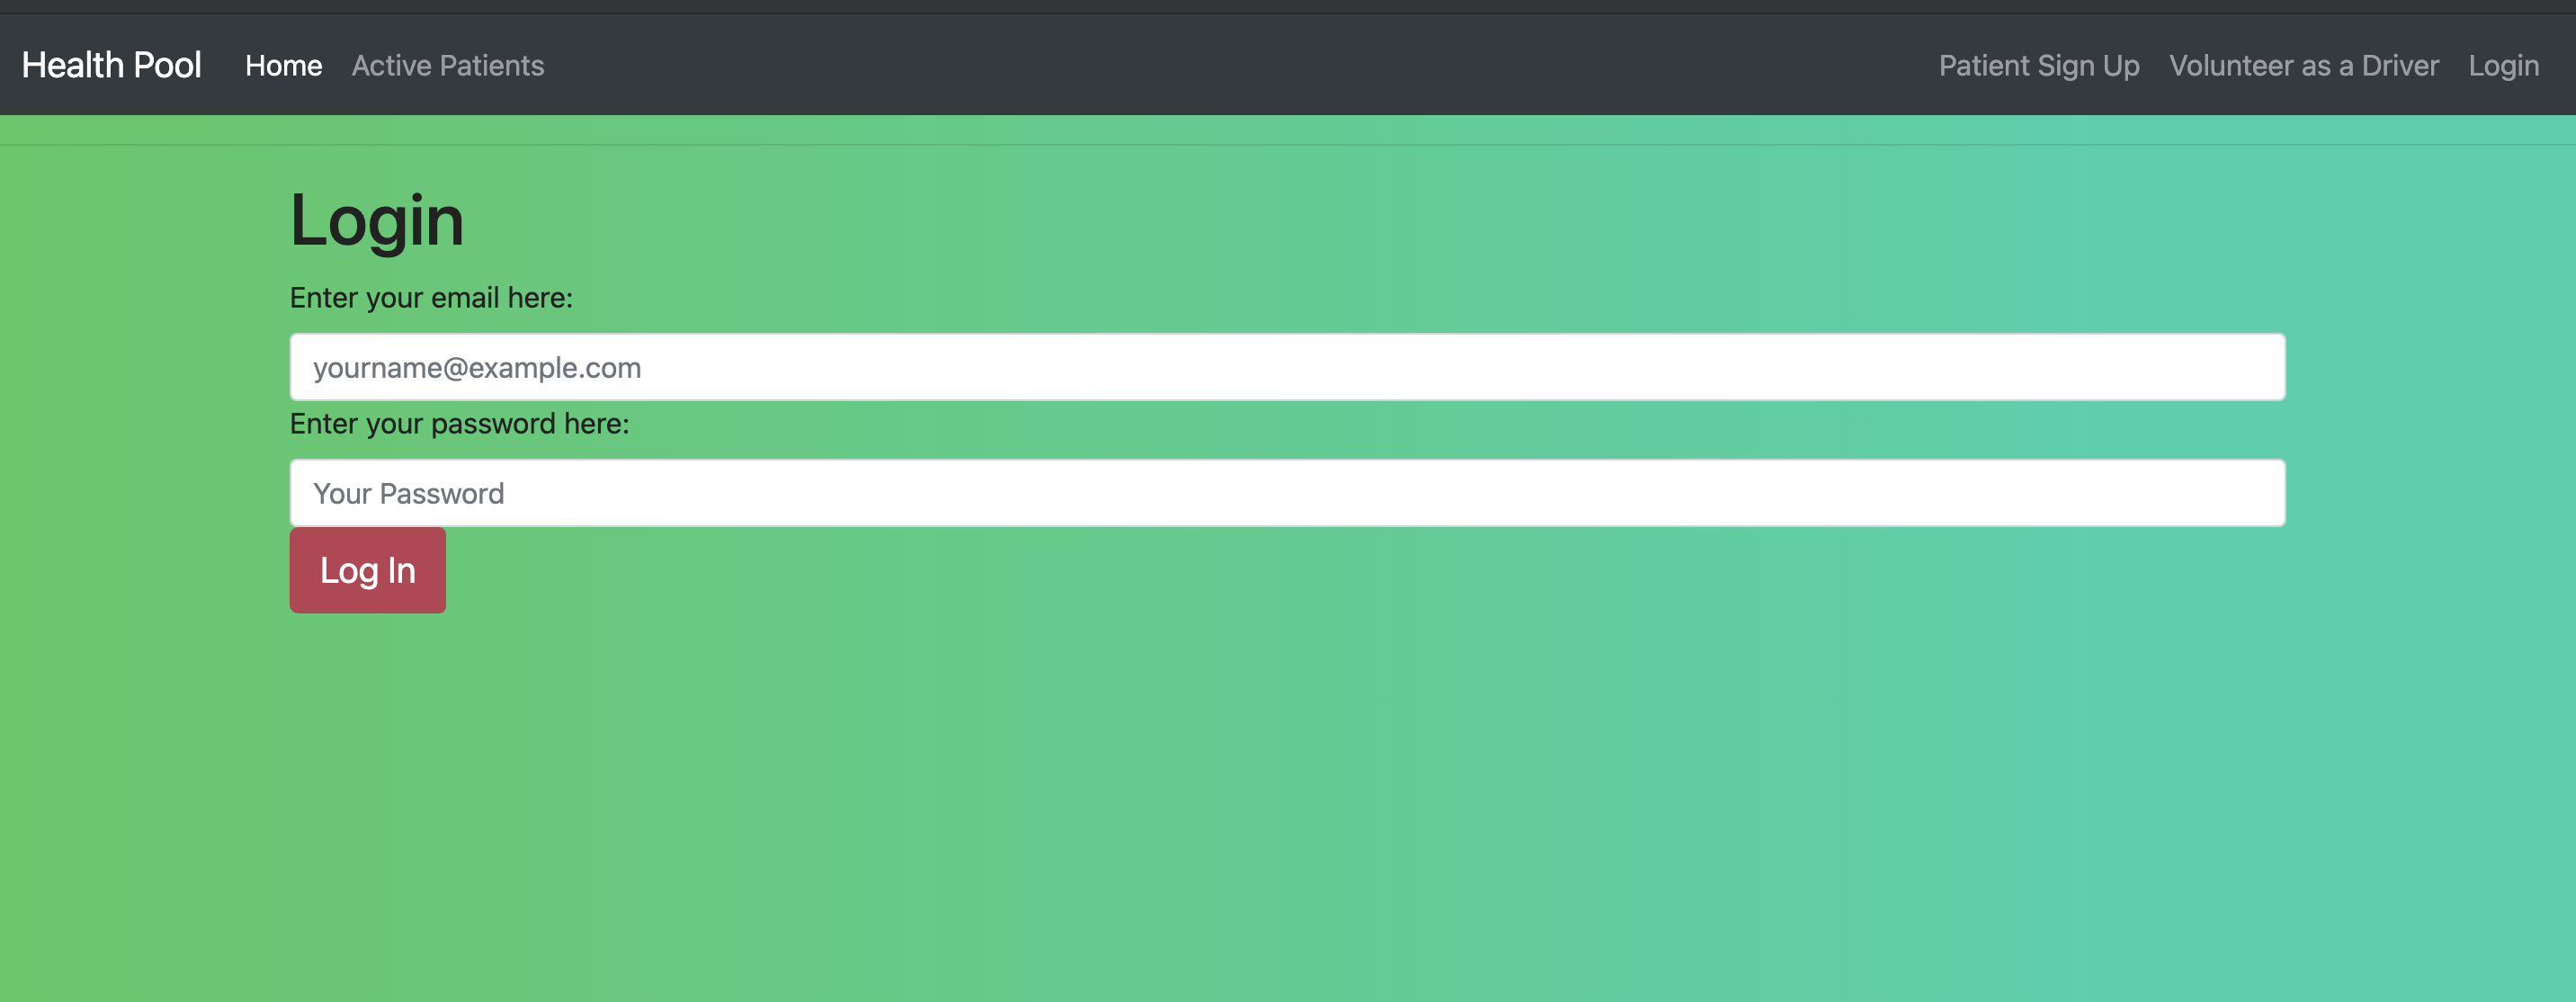 Health Pool Home Active Patients Patient Sign Up Volunteer as a Driver Login
Login
Enter your email here:
yourname@example.com
Enter your password here:
Your Password
Log In